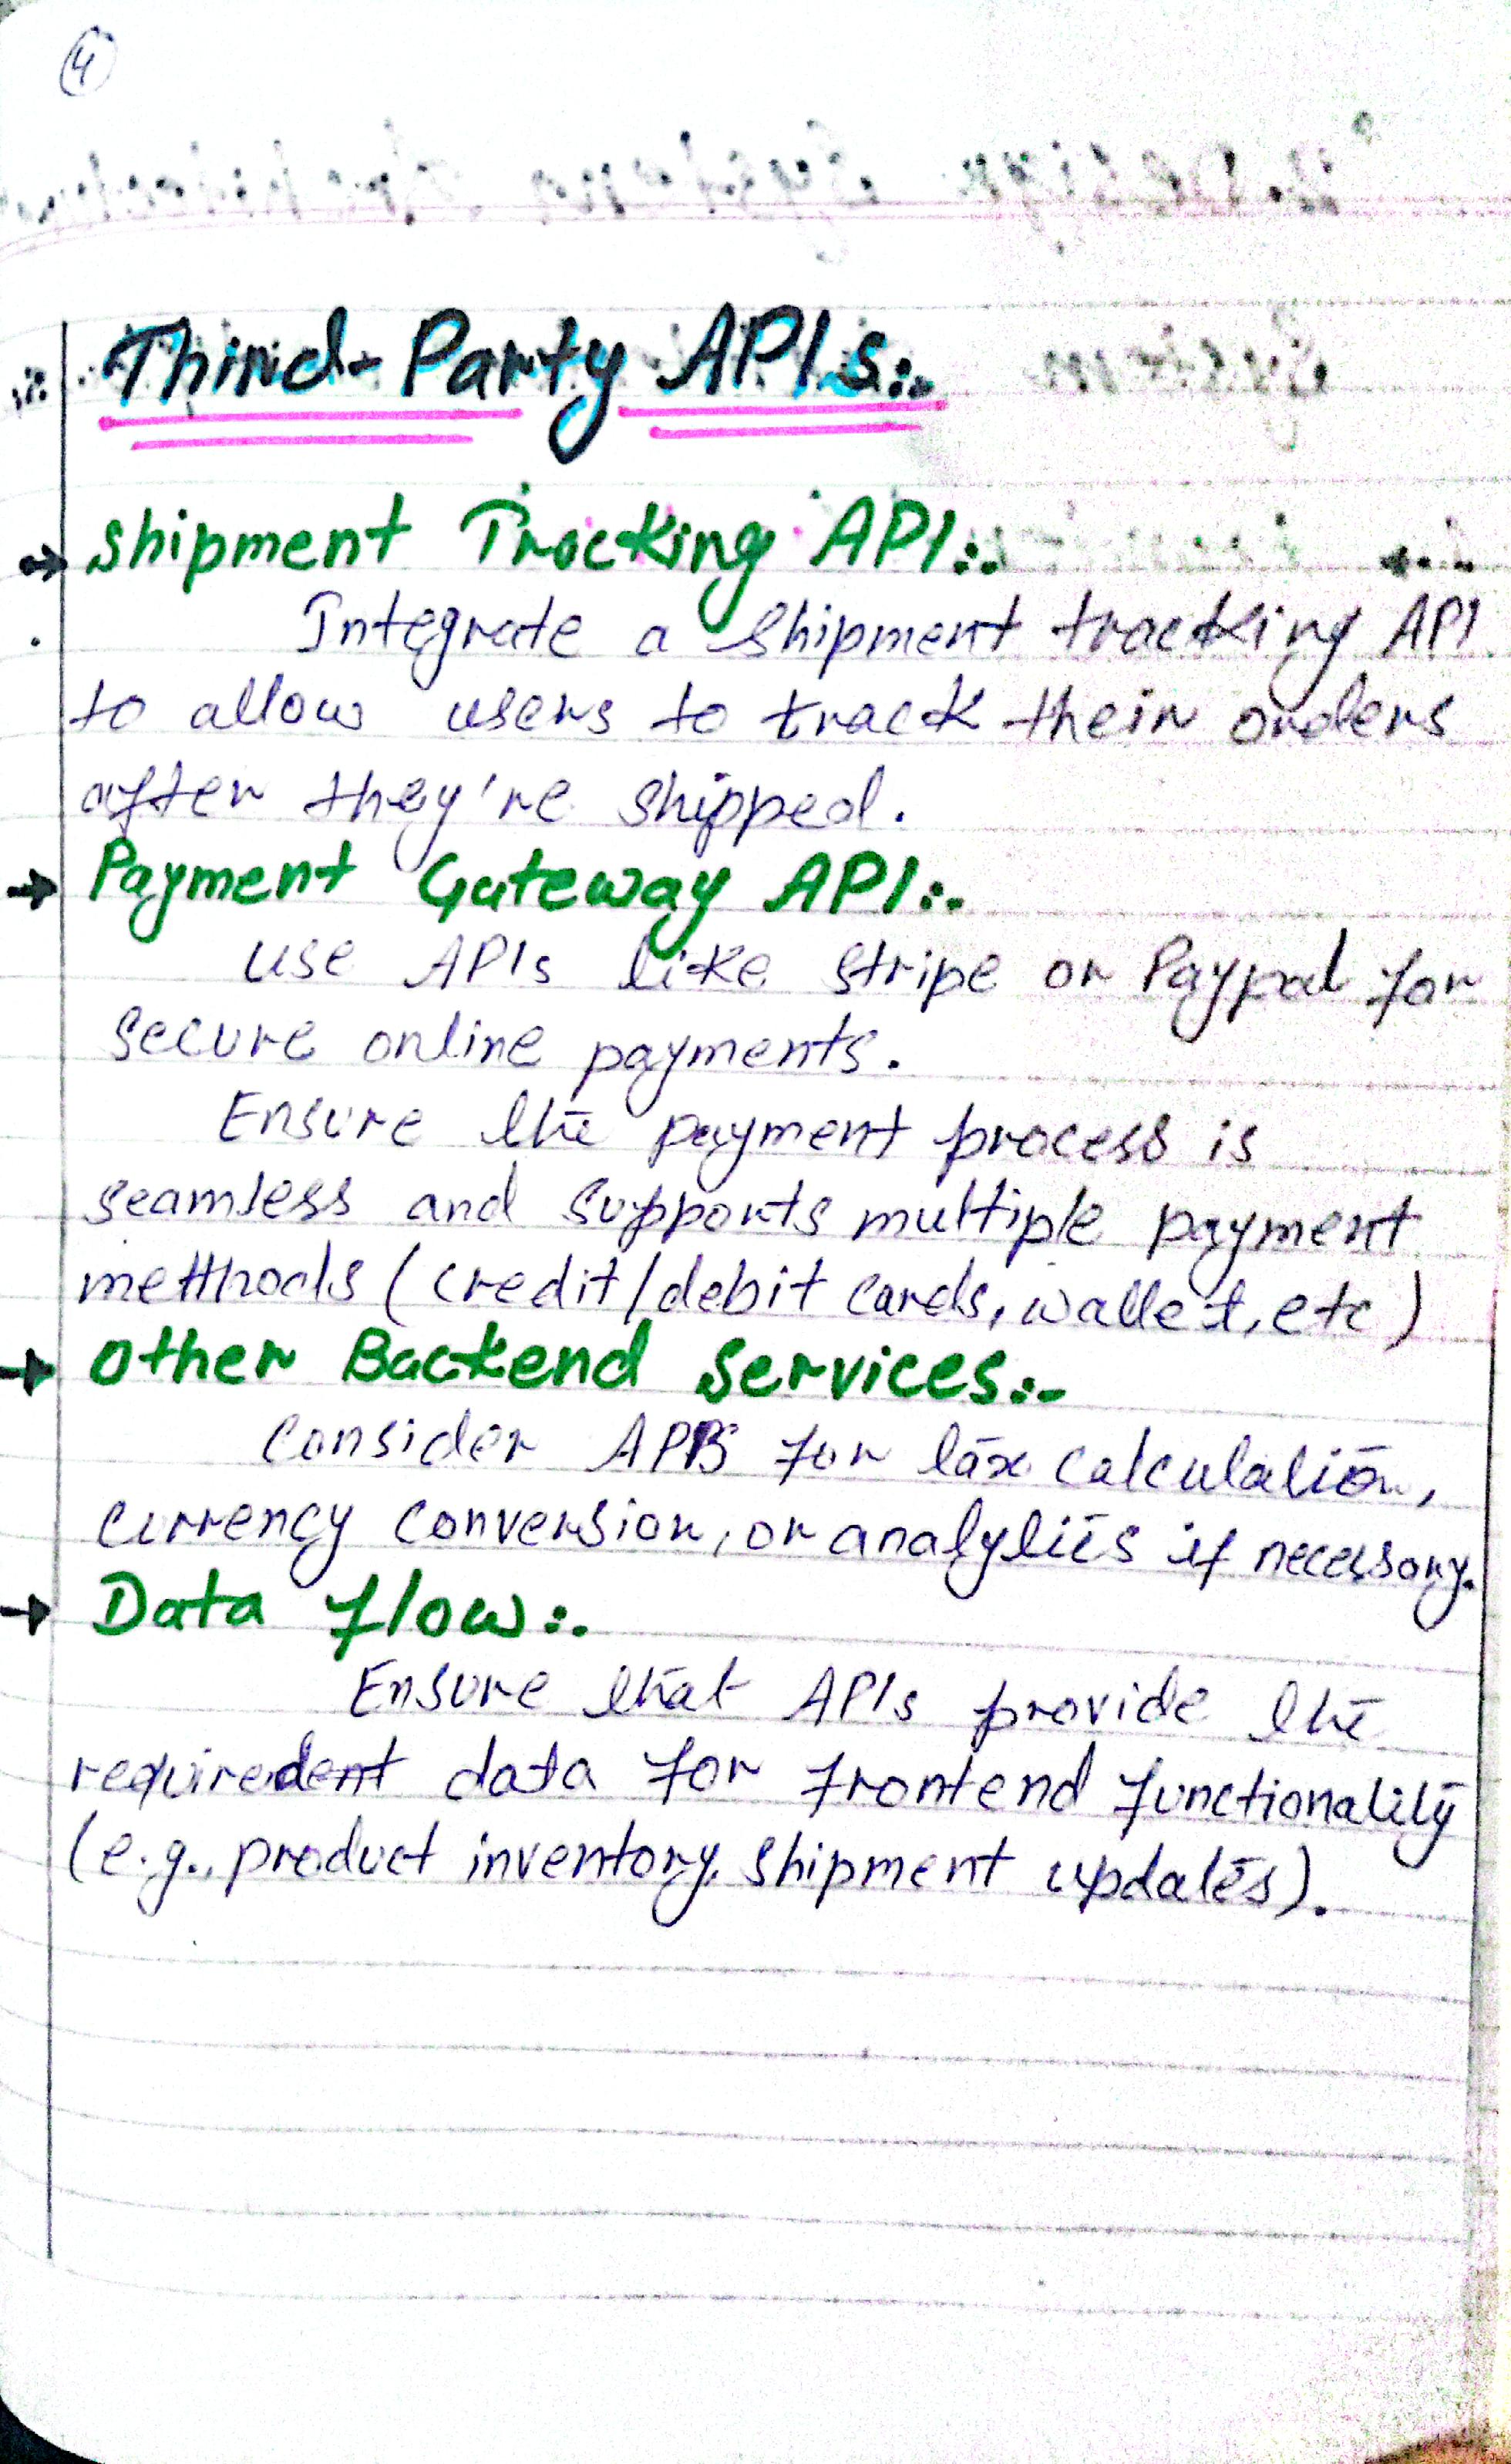 4
Third-Party APIs:-
→ Shipment Tracking API:-
Integrate a shipment tracking API
to allow users to track their orders
after they're shipped.
→ Payment Gateway API:-
Use APIs like Stripe or Paypal for
secure online payments.
Ensure the payment process is
seamless and supports multiple payment
metthods (credit/debit cards, wallet, etc)
→ Other Backend Services:-
Consider APIs for tax calculation,
currency conversion, or analytics if necessary.
→ Data flow:-
Ensure that APIs provide the
requiredent data for frontend functionality
(e.g., product inventory, shipment updates).